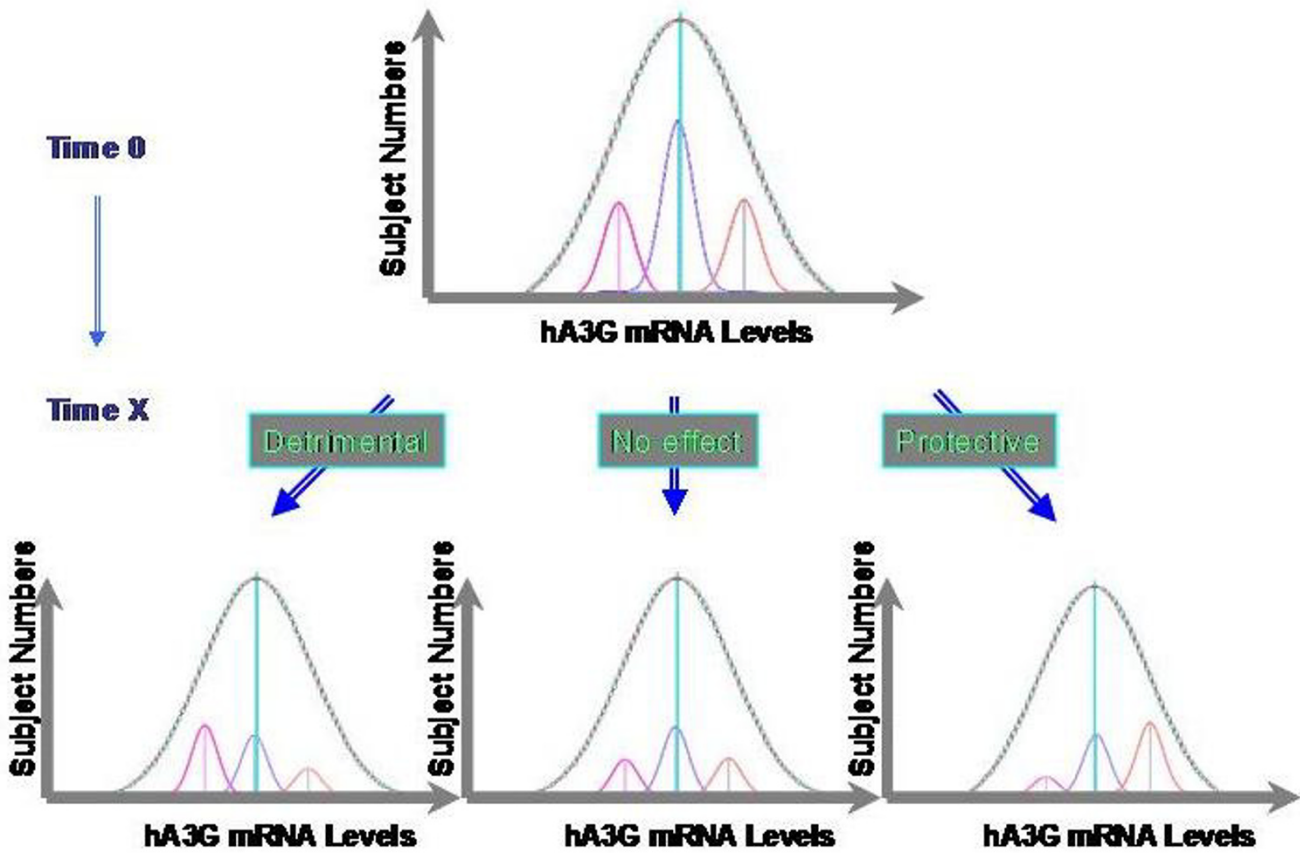 Subject Numbers
Time 0
hA3G mRNA Levels
Time X
Detrimental
No effect
Protective
Subject Numbers
Subject Numbers
Subject Numbers
hA3G mRNA Levels
hA3G mRNA Levels
hA3G mRNA Levels